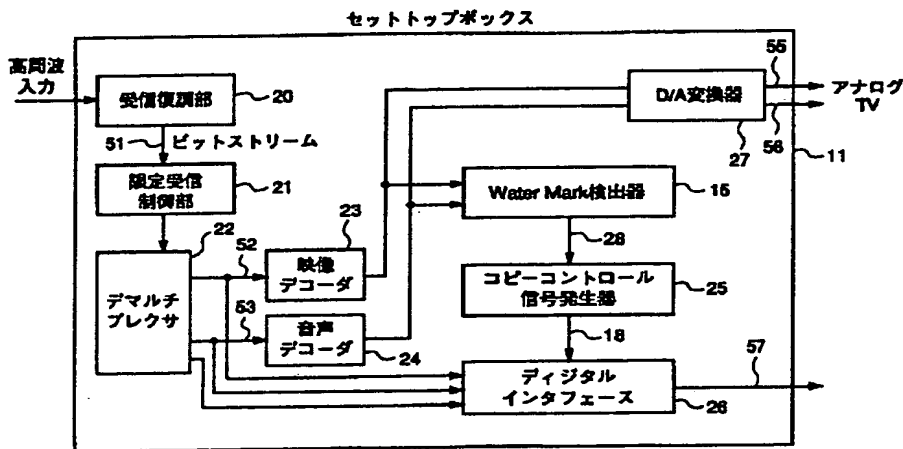 セットトップボックス
高周波
入力
受信復調部
20
51
ビットストリーム
限定受信
制御部
21
22
デマルチ
プレクサ
52
53
23
映像
デコーダ
音声
デコーダ
24
D/A変換器
27
55
56
アナログ
TV
11
Water Mark検出器
15
28
コピーコントロール
信号発生器
25
18
ディジタル
インタフェース
26
57